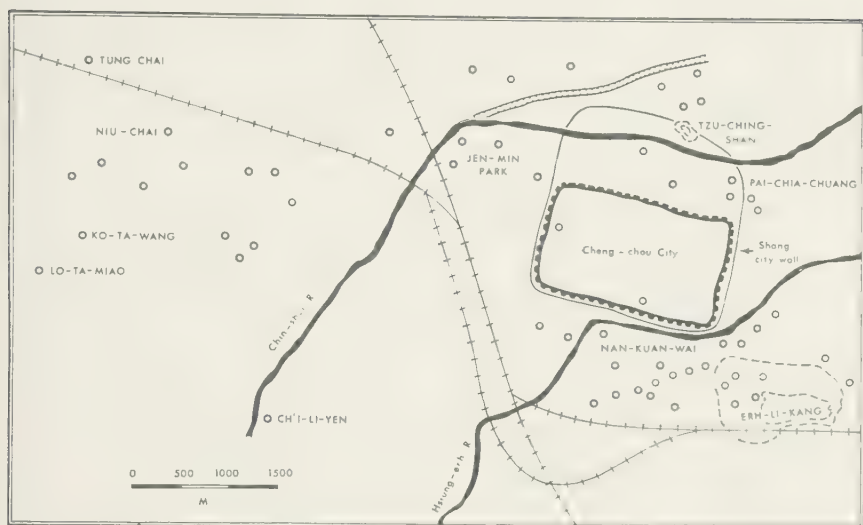 TUNG CHAI
NIU-CHAI
JEN-MIN
PARK
TZU-CHING-
SHAN
PAI-CHIA-CHUANG
KO-TA-WANG
LO-TA-MIAO
Cheng-chou City
Shang
city wall
NAN-KUAN-WAI
ERH-LI-KANG
CH'I-LI-YEN
Hsiung-erh R
0 500 1000 1500
M